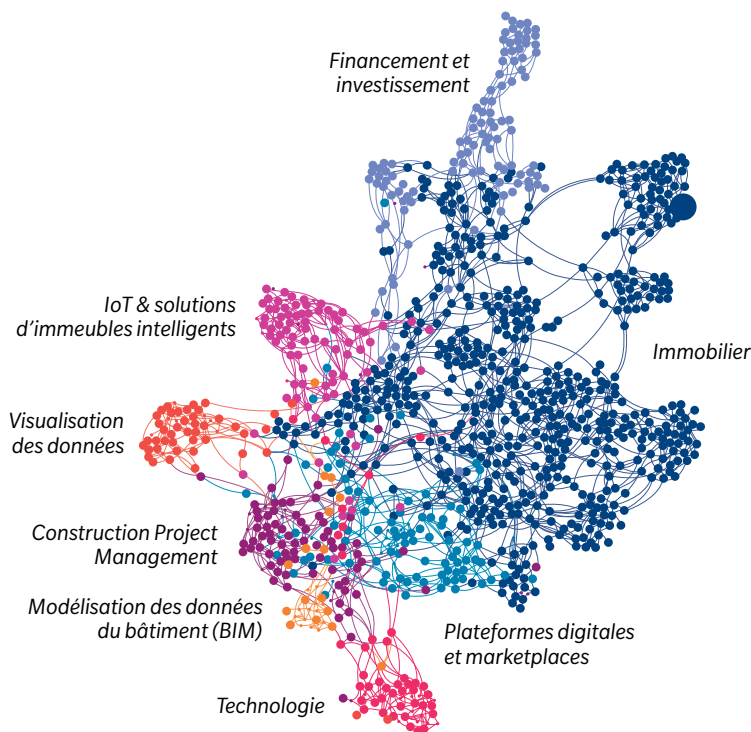 Financement et
investissement
IoT & solutions
d’immeubles intelligents
Immobilier
Visualisation
des données
Construction Project
Management
Modélisation des données
du bâtiment (BIM)
Plateformes digitales
et marketplaces
Technologie